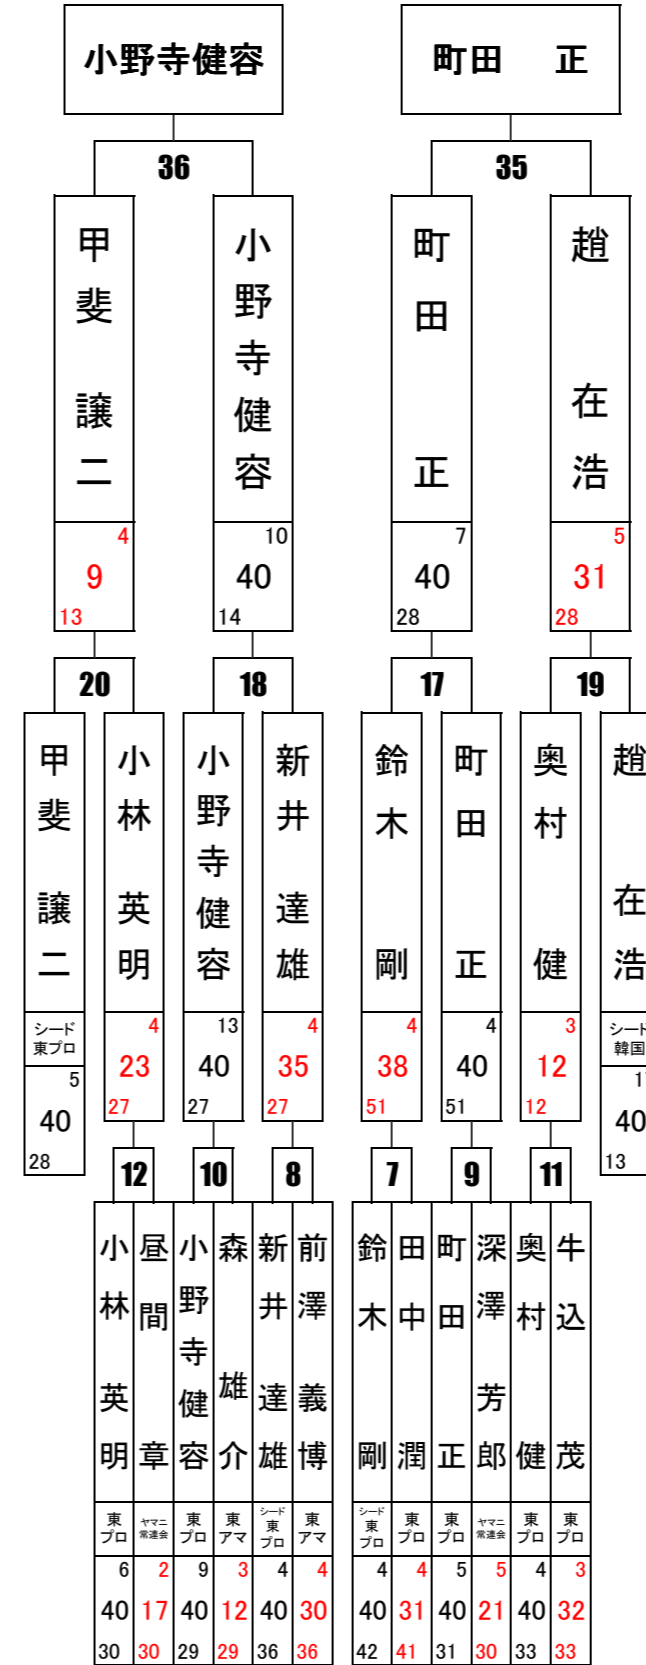 小野寺健容 町田 正
36 35
甲斐 譲二 小野寺健容 町田 正 趙 在浩
4 10 7 5
9 40 40 31
13 14 28 28
20 18 17 19
甲斐 譲二 小林 英明 小野寺健容 新井 達雄 鈴木 剛 町田 正 奥村 健 趙 在浩
シード 東プロ シード 韓国
4 13 4 4 4 3
23 40 35 38 40 12
27 27 27 51 51 12
5
40 40
28 13
12 10 8 7 9 11
小林 英明 昼間 章 小野寺健容 森 雄介 新井 達雄 前澤 義博 鈴木 剛 田中 潤 町田 正 深澤 芳郎 奥村 健 牛込 茂
東プロ ヤマニ常連会 東プロ 東アマ シード東プロ 東アマ シード東プロ 東プロ 東プロ ヤマニ常連会 東プロ 東プロ
6 2 9 3 4 4 4 4 5 5 4 3
40 17 40 12 40 30 40 31 40 21 40 32
30 30 29 29 36 36 42 41 31 30 33 33